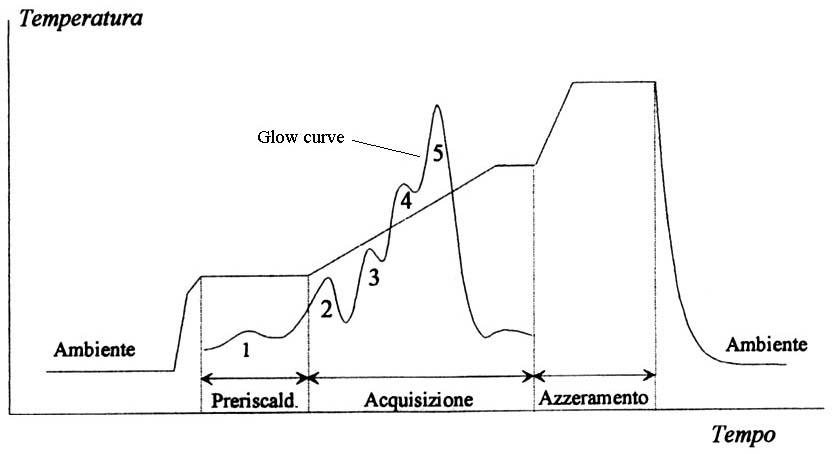 Temperatura
Glow curve
5
4
3
2
1
Ambiente
Ambiente
Preriscald.
Acquisizione
Azzeramento
Tempo